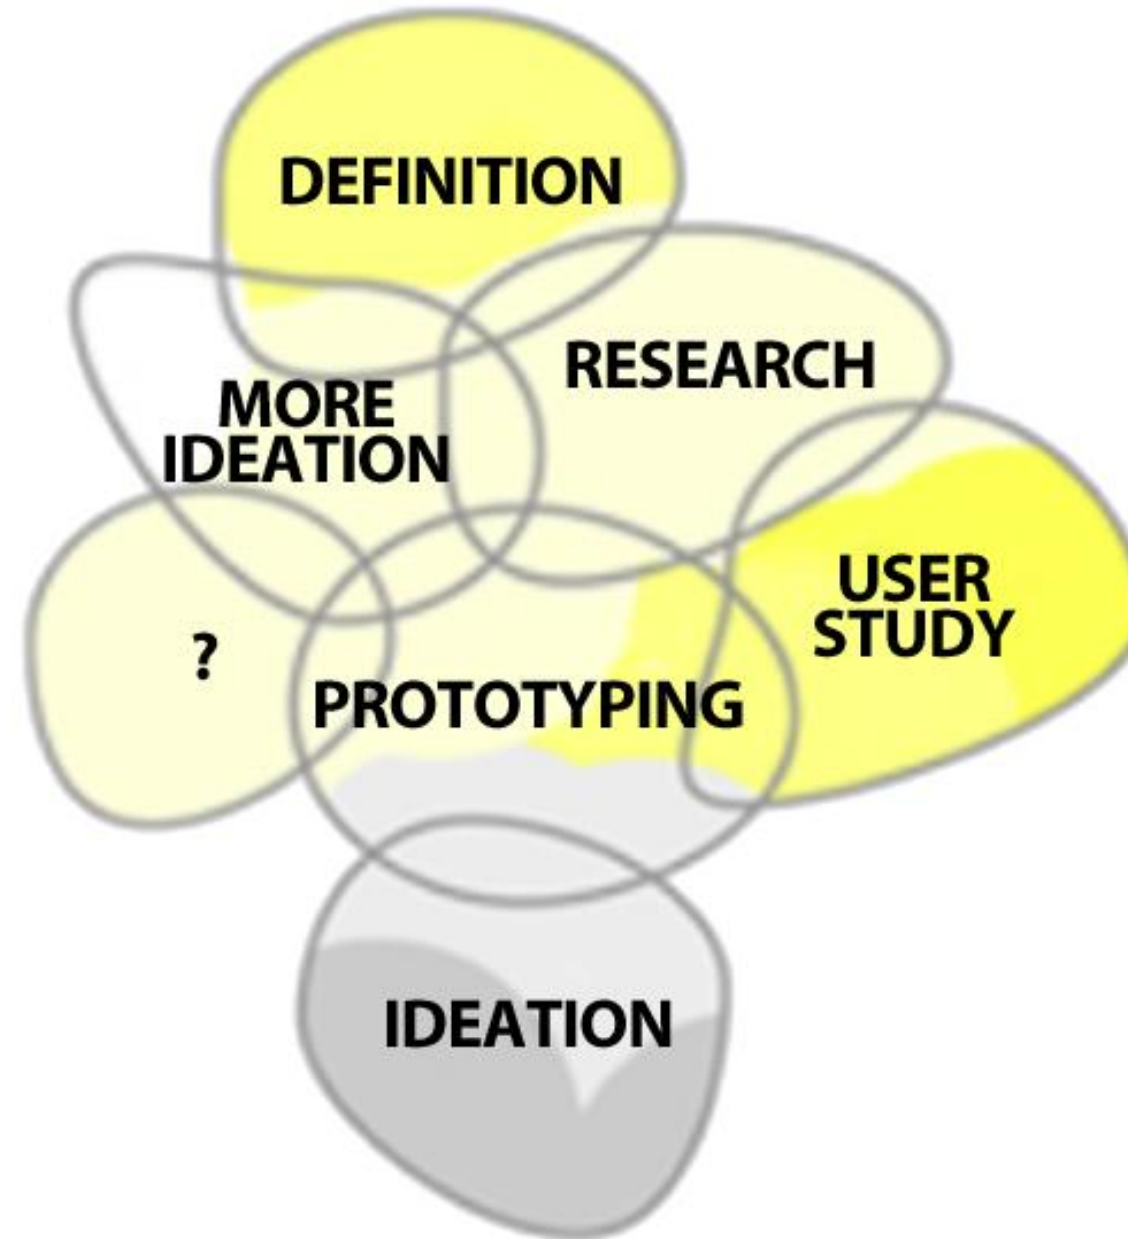 DEFINITION
RESEARCH
MORE
IDEATION
USER
STUDY
?
PROTOTYPING
IDEATION